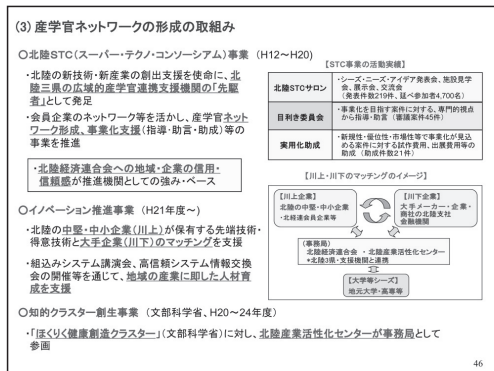 (3) 産学官ネットワークの形成の取組み
○北陸STC(スーパー・テクノ・コンソーシアム)事業 (H12~H20)
・北陸の新技術・新産業の創出支援を使命に、北
陸三県の広域的産学官連携支援機関の「先駆
者」として発足
・会員企業のネットワーク等を活かし、産学官ネット
ワーク形成、事業化支援(指導・助言・助成)等の
事業を推進
・北陸経済連合会への地域・企業の信用・
信頼感が推進機関としての強み・ベース
【STC事業の活動実績】
北陸STCサロン
・シーズ・ニーズ・アイデア発表会、施設見学
会、展示会、交流会
(発表件数219件、延べ参加者4,700名)
目利き委員会
・事業化を目指す案件に対する、専門的視点
から指導・助言 (審議案件45件)
実用化助成
・新規性・優位性・市場性等で事業化が見込
める案件に対する試作費用、出展費用等の
助成 (助成件数21件)
○イノベーション推進事業 (H21年度~)
・北陸の中堅・中小企業(川上)が保有する先端技術・
得意技術と大手企業(川下)のマッチングを支援
・組込みシステム講演会、高信頼システム情報交換
会の開催等を通じて、地域の産業に即した人材育
成を支援
【川上・川下のマッチングのイメージ】
【川上企業】
北陸の中堅・中小企業
・北経連会員企業等
【川下企業】
大手メーカー・企業・
商社の北陸支社
金融機関
(事務局)
北陸経済連合会 ・ 北陸産業活性化センター
*北陸3県・支援機関と連携
【大学等シーズ】
地元大学・高専等
○知的クラスター創生事業 (文部科学省、H20~24年度)
・「ほくりく健康創造クラスター」(文部科学省)に対し、北陸産業活性化センターが事務局として
参画
46